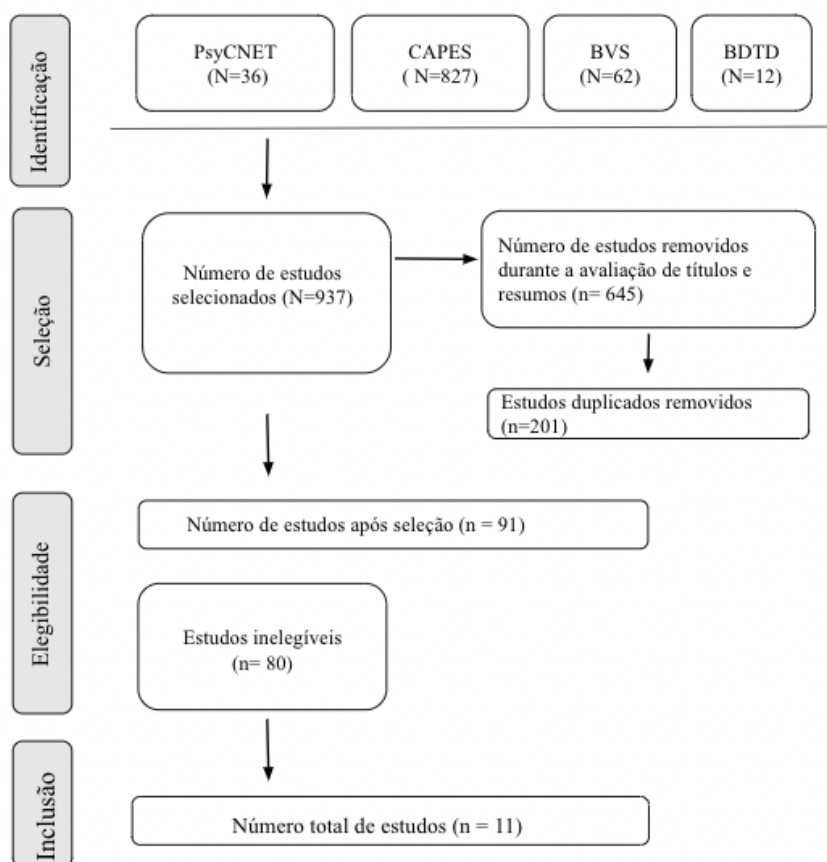 Identificação
PsyCNET
(N=36)
CAPES
( N=827)
BVS
(N=62)
BDTD
(N=12)
Seleção
Número de estudos
selecionados (N=937)
Número de estudos removidos
durante a avaliação de títulos e
resumos (n= 645)
Estudos duplicados removidos
(n=201)
Elegibilidade
Número de estudos após seleção (n = 91)
Estudos inelegíveis
(n= 80)
Inclusão
Número total de estudos (n = 11)